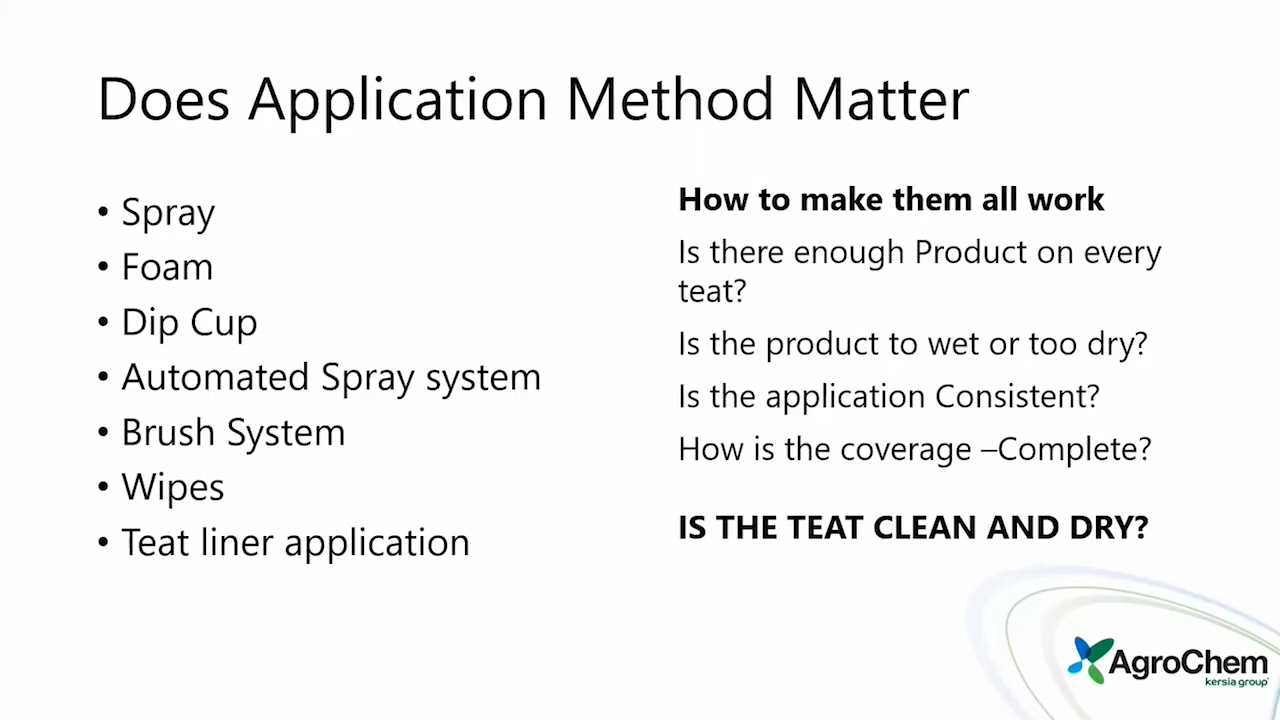 Does Application Method Matter
• Spray
• Foam
• Dip Cup
• Automated Spray system
• Brush System
• Wipes
• Teat liner application
How to make them all work
Is there enough Product on every
teat?
Is the product to wet or too dry?
Is the application Consistent?
How is the coverage –Complete?
IS THE TEAT CLEAN AND DRY?
AgroChem
kersia group